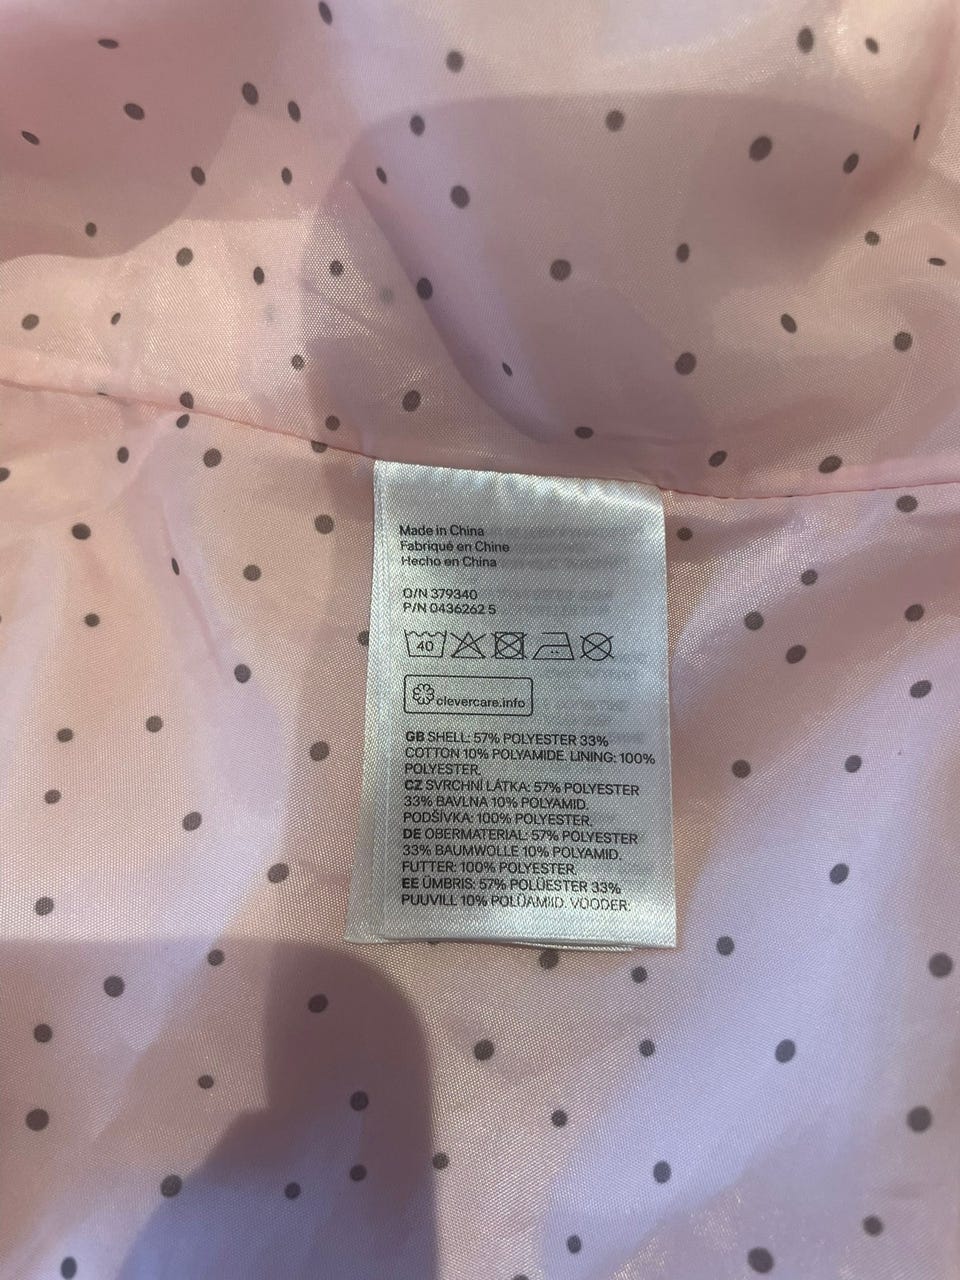 Made in China
Fabriqué en Chine
Hecho en China
O/N 379340
P/N 0436262 5
40
clevercare.info
GB SHELL: 57% POLYESTER 33%
COTTON 10% POLYAMIDE. LINING: 100%
POLYESTER.
CZ SVRCHNÍ LÁTKA: 57% POLYESTER
33% BAVLNA 10% POLYAMID.
PODŠÍVKA: 100% POLYESTER.
DE OBERMATERIAL: 57% POLYESTER
33% BAUMWOLLE 10% POLYAMID.
FUTTER: 100% POLYESTER.
EE ÜMBRIS: 57% POLÜESTER 33%
PUUVILL 10% POLÜAMIID. VOODER: